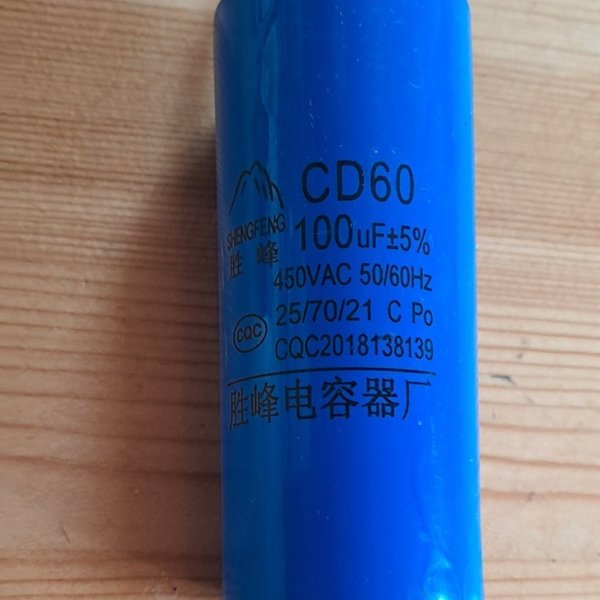 CD60
SHENGFENG
胜峰
100uF±5%
450VAC 50/60Hz
25/70/21 C Po
CQC
CQC2018138139
胜峰电容器厂